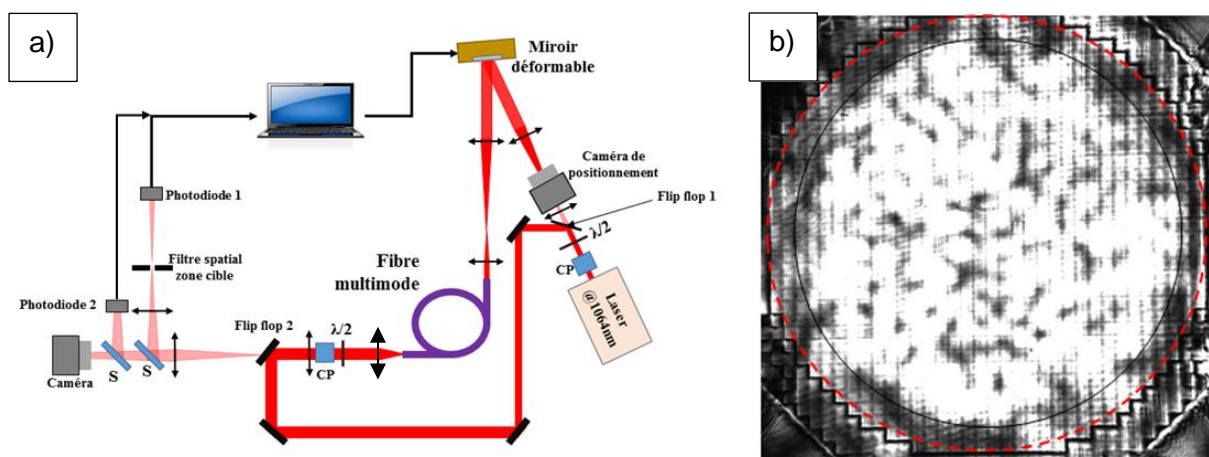 a)
Miroir
déformable
Caméra de
positionnement
Flip flop 1
λ/2
CP
Laser
@1064nm
Photodiode 1
Filtre spatial
zone cible
Photodiode 2
Fibre
multimode
Flip flop 2
λ/2
CP
Caméra
S
S
b)